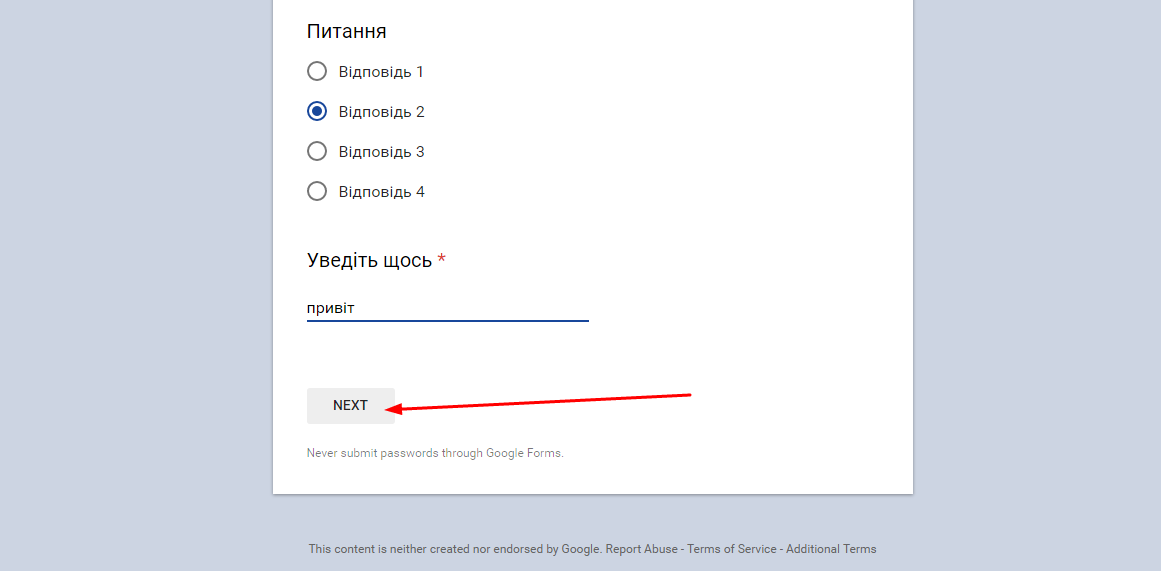 Питання
Відповідь 1
Відповідь 2
Відповідь 3
Відповідь 4
Уведіть щось *
привіт
NEXT
Never submit passwords through Google Forms.
This content is neither created nor endorsed by Google. Report Abuse - Terms of Service - Additional Terms